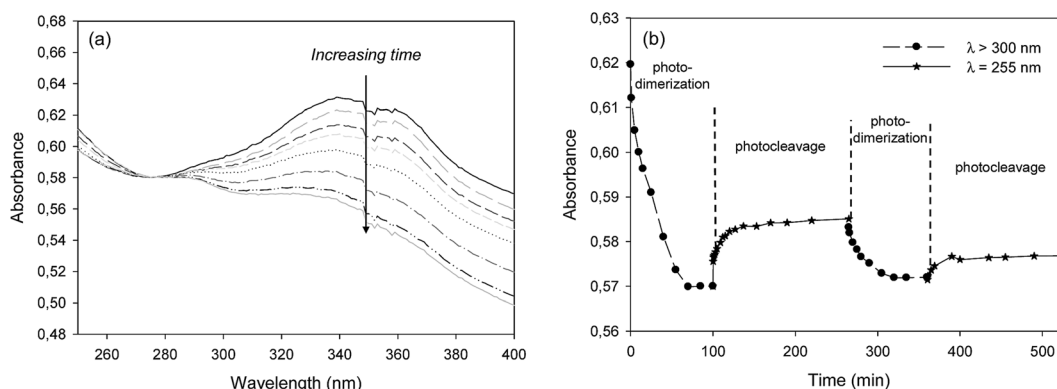 (a)
Increasing time
0,68
0,66
0,64
0,62
0,60
0,58
0,56
0,54
0,52
0,50
0,48
Absorbance
260 280 300 320 340 360 380 400
Wavelength (nm)
(b)
λ > 300 nm
λ = 255 nm
photo-
dimerization
photocleavage
photo-
dimerization
photocleavage
0,63
0,62
0,61
0,60
0,59
0,58
0,57
0,56
Absorbance
0 100 200 300 400 500
Time (min)